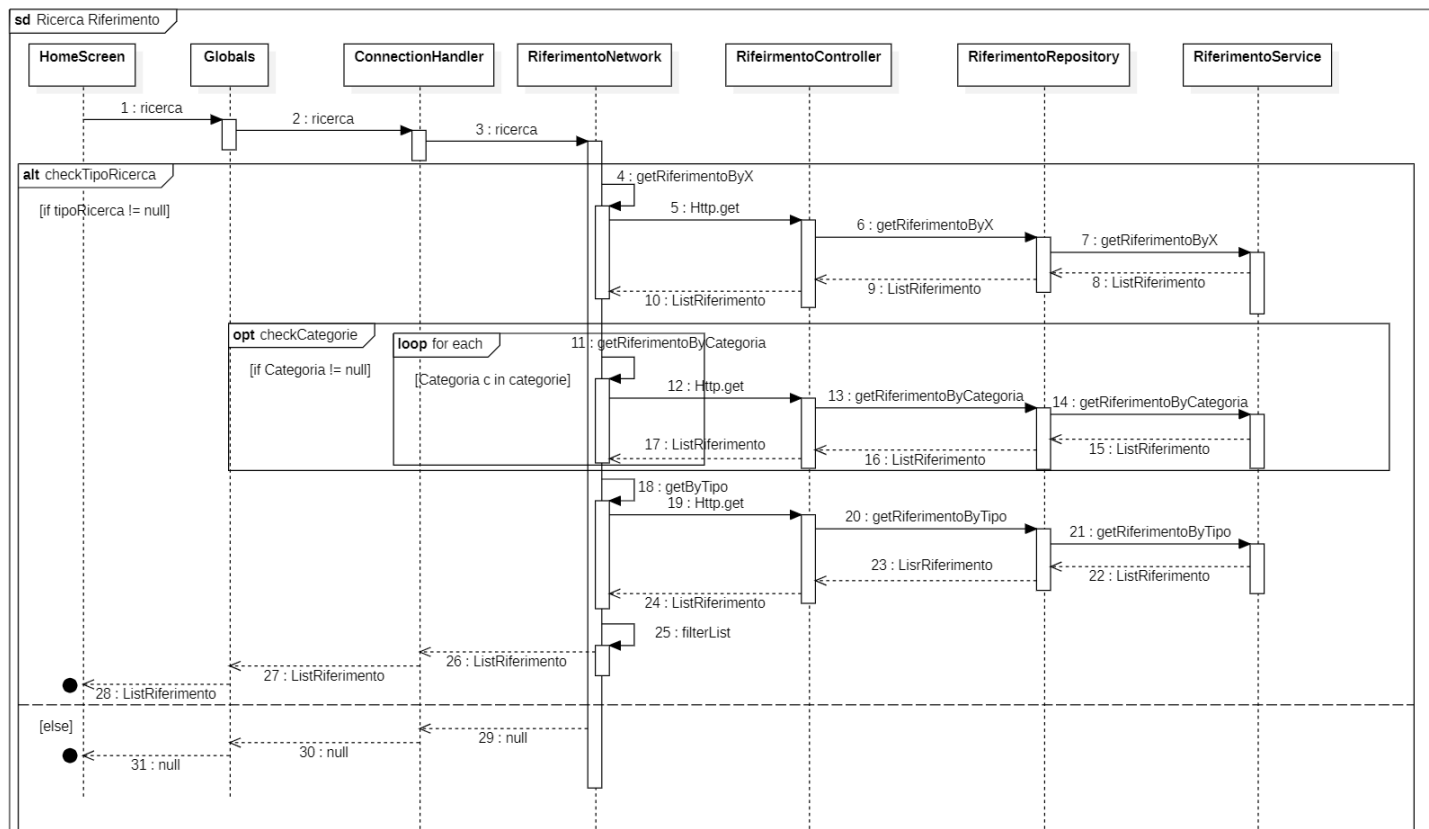 sd Ricerca Riferimento
HomeScreen
Globals
ConnectionHandler
RiferimentoNetwork
RifeirmentoController
RiferimentoRepository
RiferimentoService
1 : ricerca
2 : ricerca
3 : ricerca
alt checkTipoRicerca
[if tipoRicerca != null]
4 : getRiferimentoByX
5 : Http.get
6 : getRiferimentoByX
7 : getRiferimentoByX
8 : ListRiferimento
9 : ListRiferimento
10 : ListRiferimento
opt checkCategorie
[if Categoria != null]
loop for each
[Categoria c in categorie]
11 : getRiferimentoByCategoria
12 : Http.get
13 : getRiferimentoByCategoria
14 : getRiferimentoByCategoria
15 : ListRiferimento
16 : ListRiferimento
17 : ListRiferimento
18 : getByTipo
19 : Http.get
20 : getRiferimentoByTipo
21 : getRiferimentoByTipo
22 : ListRiferimento
23 : LisrRiferimento
24 : ListRiferimento
25 : filterList
26 : ListRiferimento
27 : ListRiferimento
28 : ListRiferimento
[else]
29 : null
30 : null
31 : null